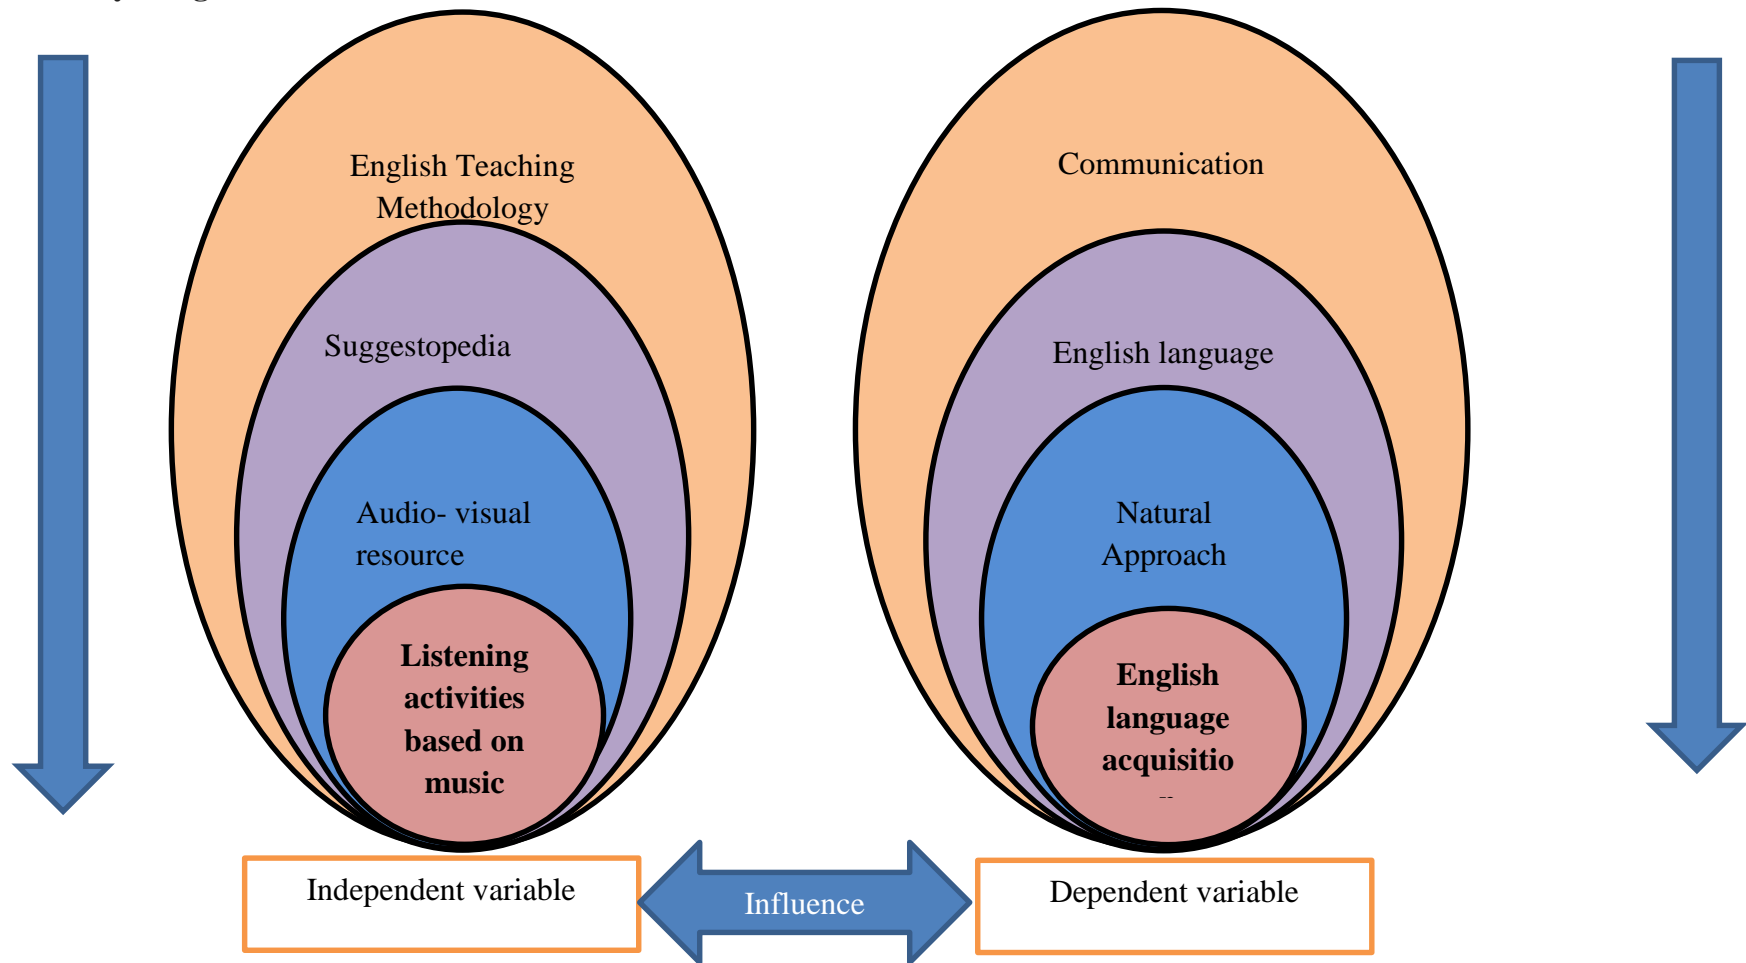 English Teaching
Methodology
Suggestopedia
Audio- visual
resource
Listening
activities
based on
music
Independent variable
Influence
Communication
English language
Natural
Approach
English
language
acquisitio
Dependent variable